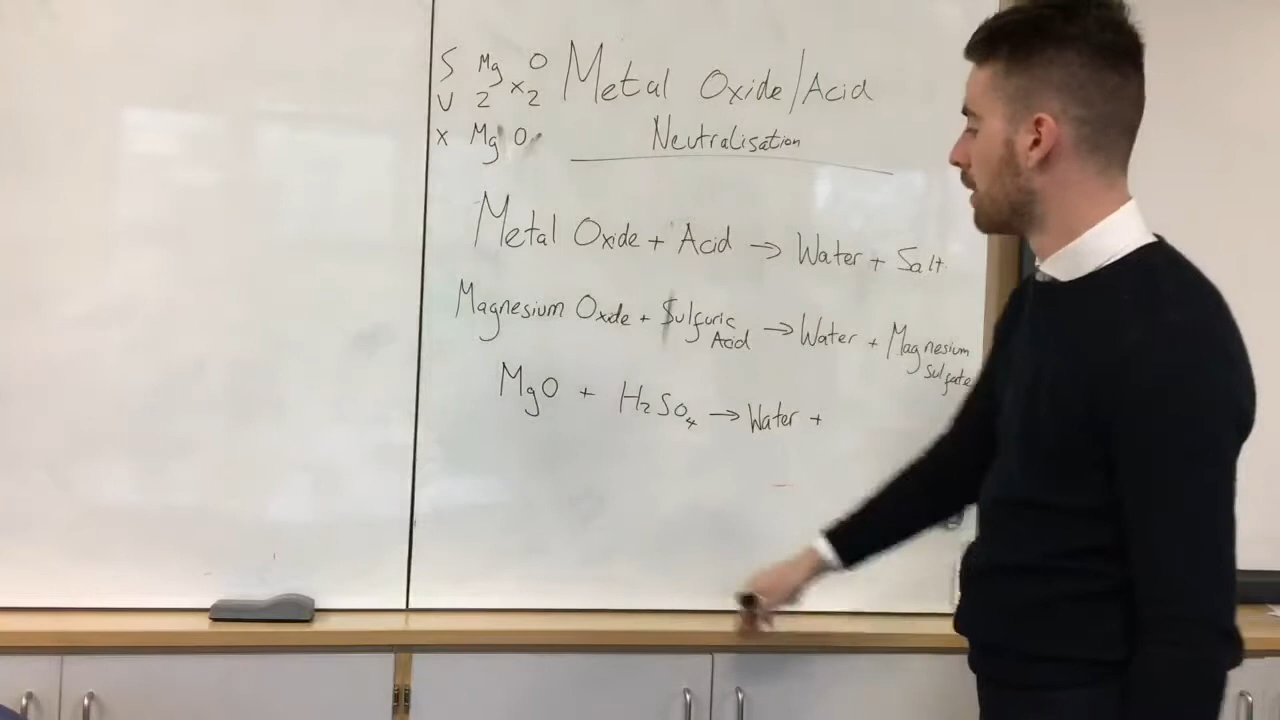 S Mg O
V 2 x 2
X Mg O
Metal Oxide/Acid
Neutralisation
Metal Oxide + Acid → Water + Salt
Magnesium Oxide + Sulfuric Acid → Water + Magnesium Sulfate
MgO + H₂SO₄ → Water +